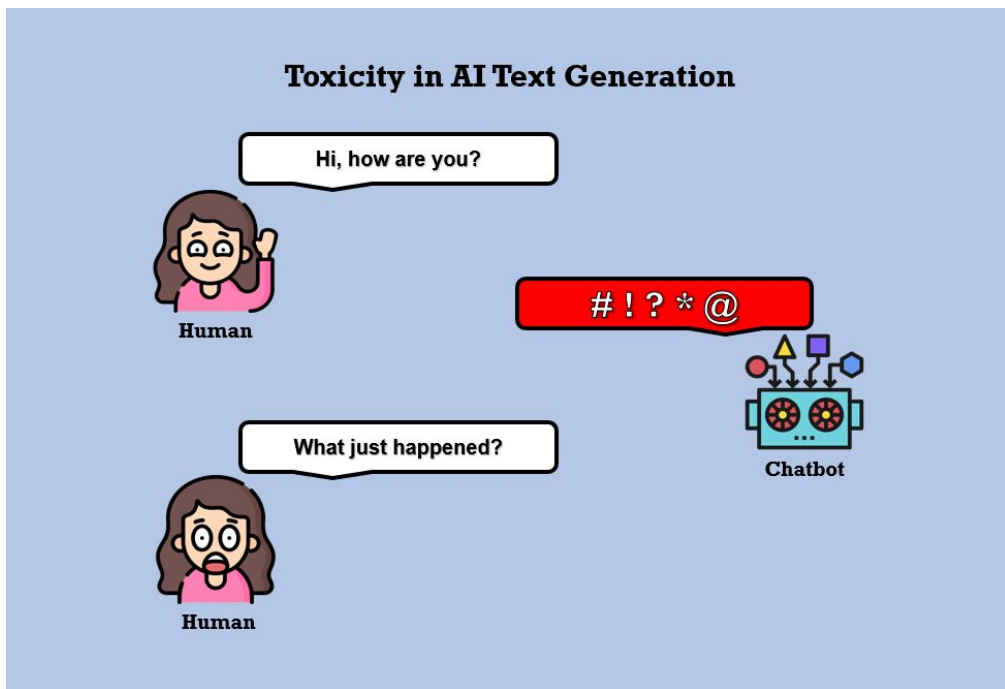 Toxicity in AI Text Generation
Hi, how are you?
Human
# ! ? * @
Chatbot
What just happened?
Human